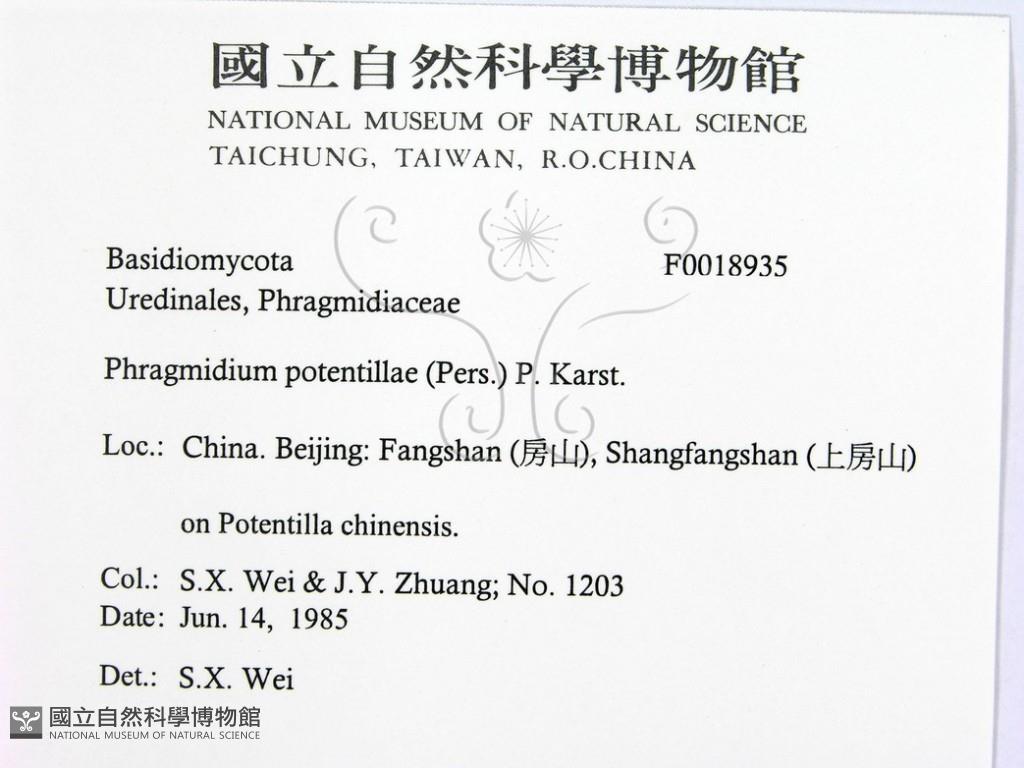 國立自然科學博物館
NATIONAL MUSEUM OF NATURAL SCIENCE
TAICHUNG, TAIWAN, R.O.CHINA
Basidiomycota F0018935
Uredinales, Phragmidiaceae
Phragmidium potentillae (Pers.) P. Karst.
Loc.: China. Beijing: Fangshan (房山), Shangfangshan (上房山)
on Potentilla chinensis.
Col.: S.X. Wei & J.Y. Zhuang; No. 1203
Date: Jun. 14, 1985
Det.: S.X. Wei
國立自然科學博物館
NATIONAL MUSEUM OF NATURAL SCIENCE